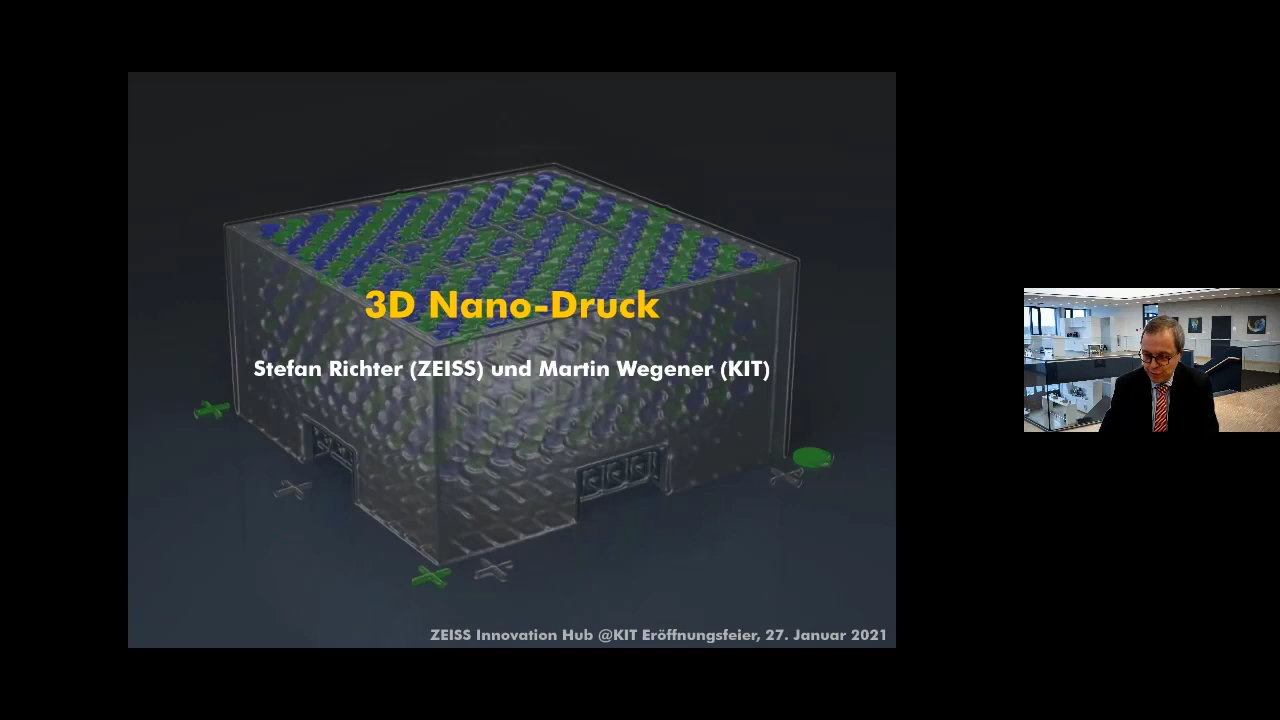 3D Nano-Druck
Stefan Richter (ZEISS) und Martin Wegener (KIT)
ZEISS Innovation Hub @KIT Eröffnungsfeier, 27. Januar 2021